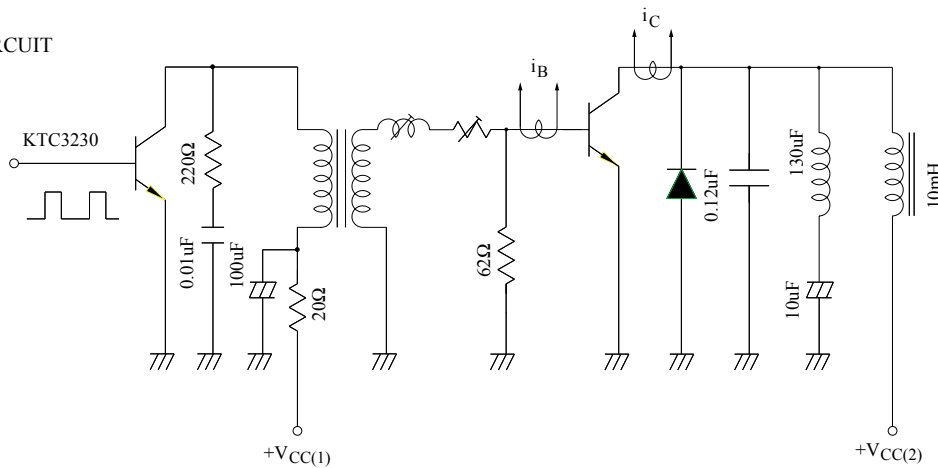 RCUIT
KTC3230
220Ω
0.01uF
100uF
20Ω
+VCC(1)
62Ω
iB
iC
0.12uF
130uF
10uF
10mH
+VCC(2)